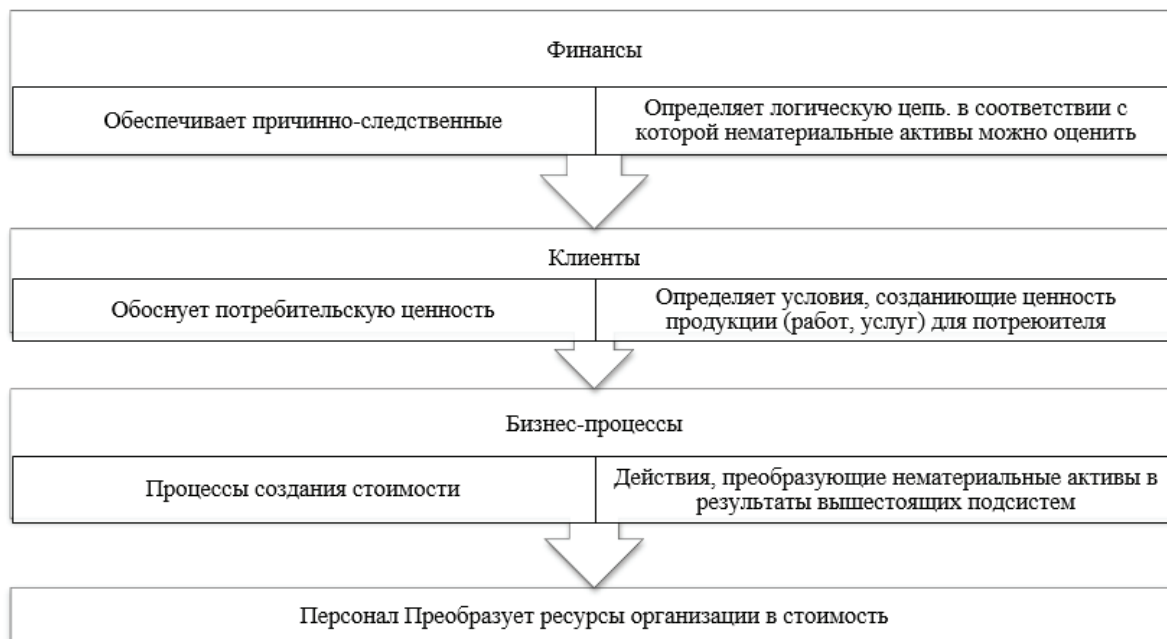 Финансы
Обеспечивает причинно-следственные
Определяет логическую цепь. в соответствии с
которой нематериальные активы можно оценить
Клиенты
Обоснует потребительскую ценность
Определяет условия, созданиющие ценность
продукции (работ, услуг) для потреюителя
Бизнес-процессы
Процессы создания стоимости
Действия, преобразующие нематериальные активы в
результаты вышестоящих подсистем
Персонал Преобразует ресурсы организации в стоимость